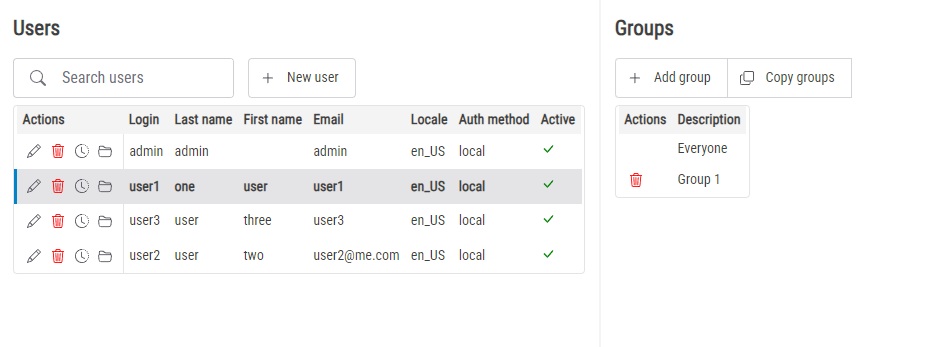 Users
Search users
New user
Actions Login Last name First name Email Locale Auth method Active
admin admin admin en_US local
user1 one user user1 en_US local
user3 user three user3 en_US local
user2 user two user2@me.com en_US local
Groups
Add group Copy groups
Actions Description
Everyone
Group 1